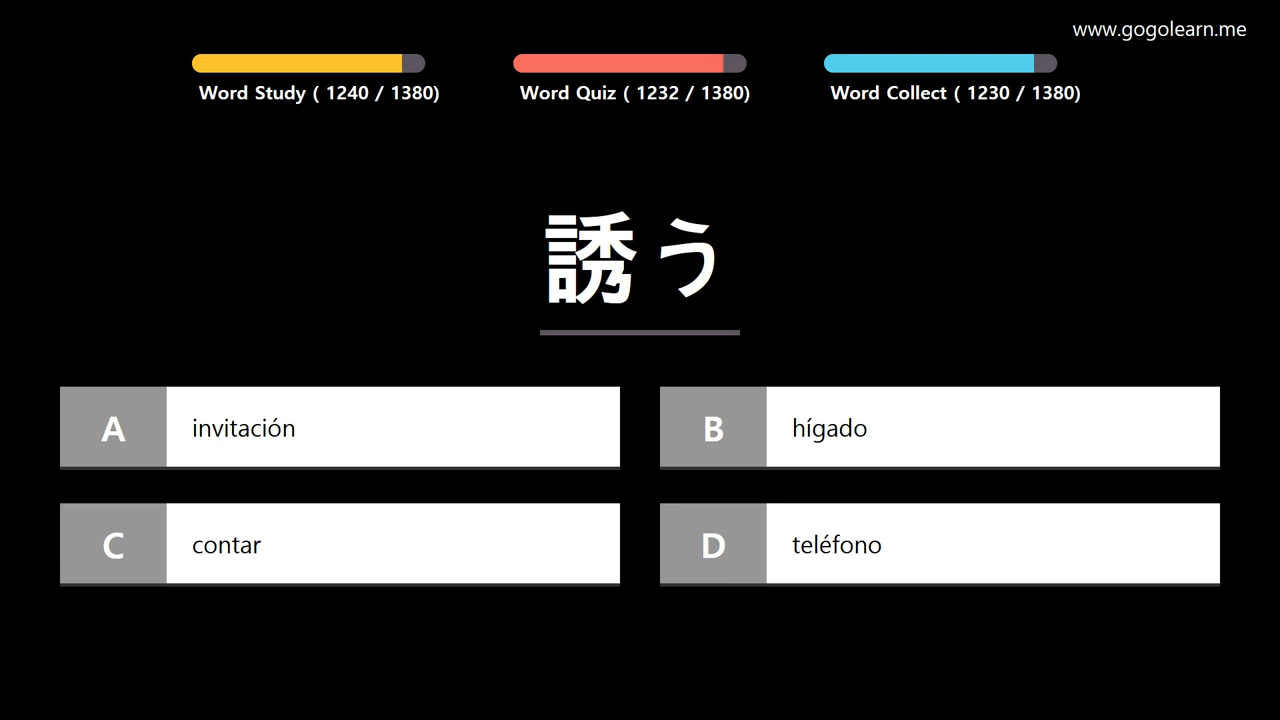 www.gogolearn.me
Word Study ( 1240 / 1380)
Word Quiz ( 1232 / 1380)
Word Collect ( 1230 / 1380)
誘う
A invitación
B hígado
C contar
D teléfono